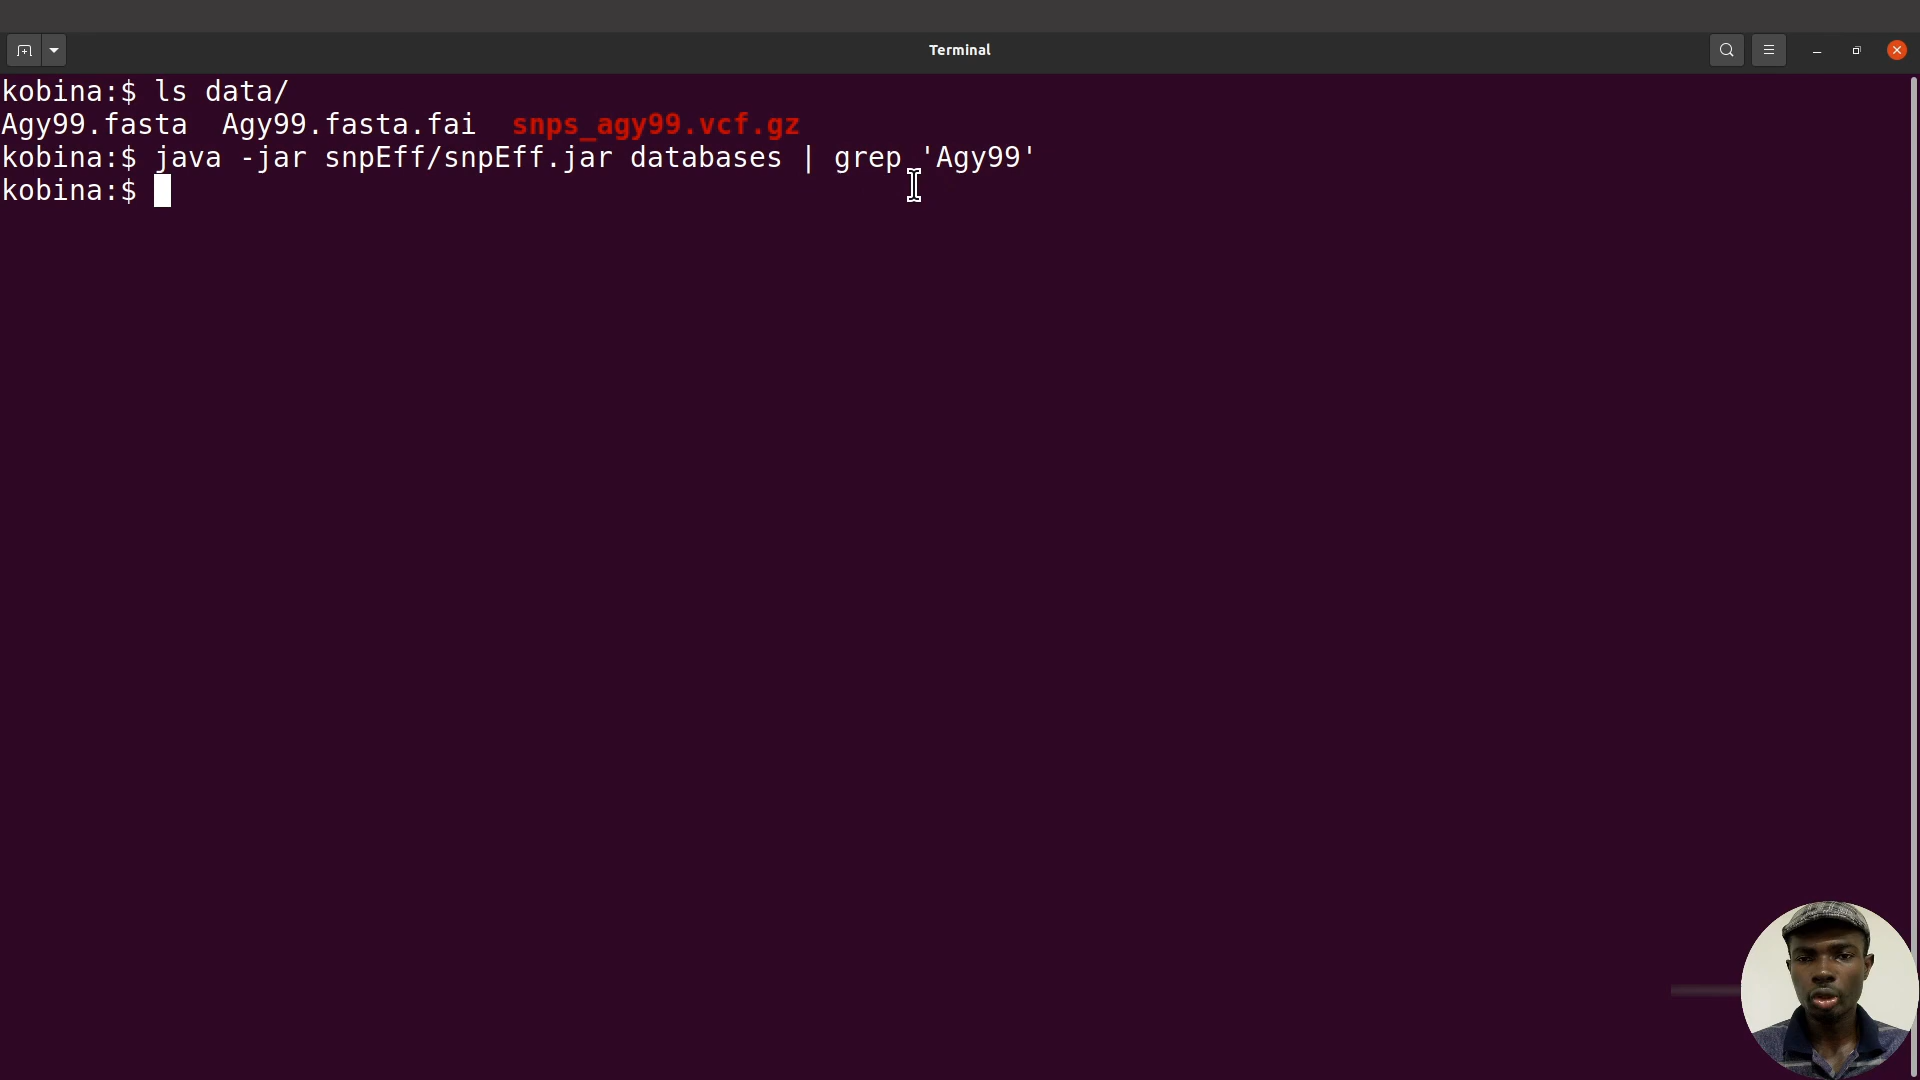 Terminal
kobina:$ ls data/
Agy99.fasta  Agy99.fasta.fai  snps_agy99.vcf.gz
kobina:$ java -jar snpEff/snpEff.jar databases | grep 'Agy99'
kobina:$